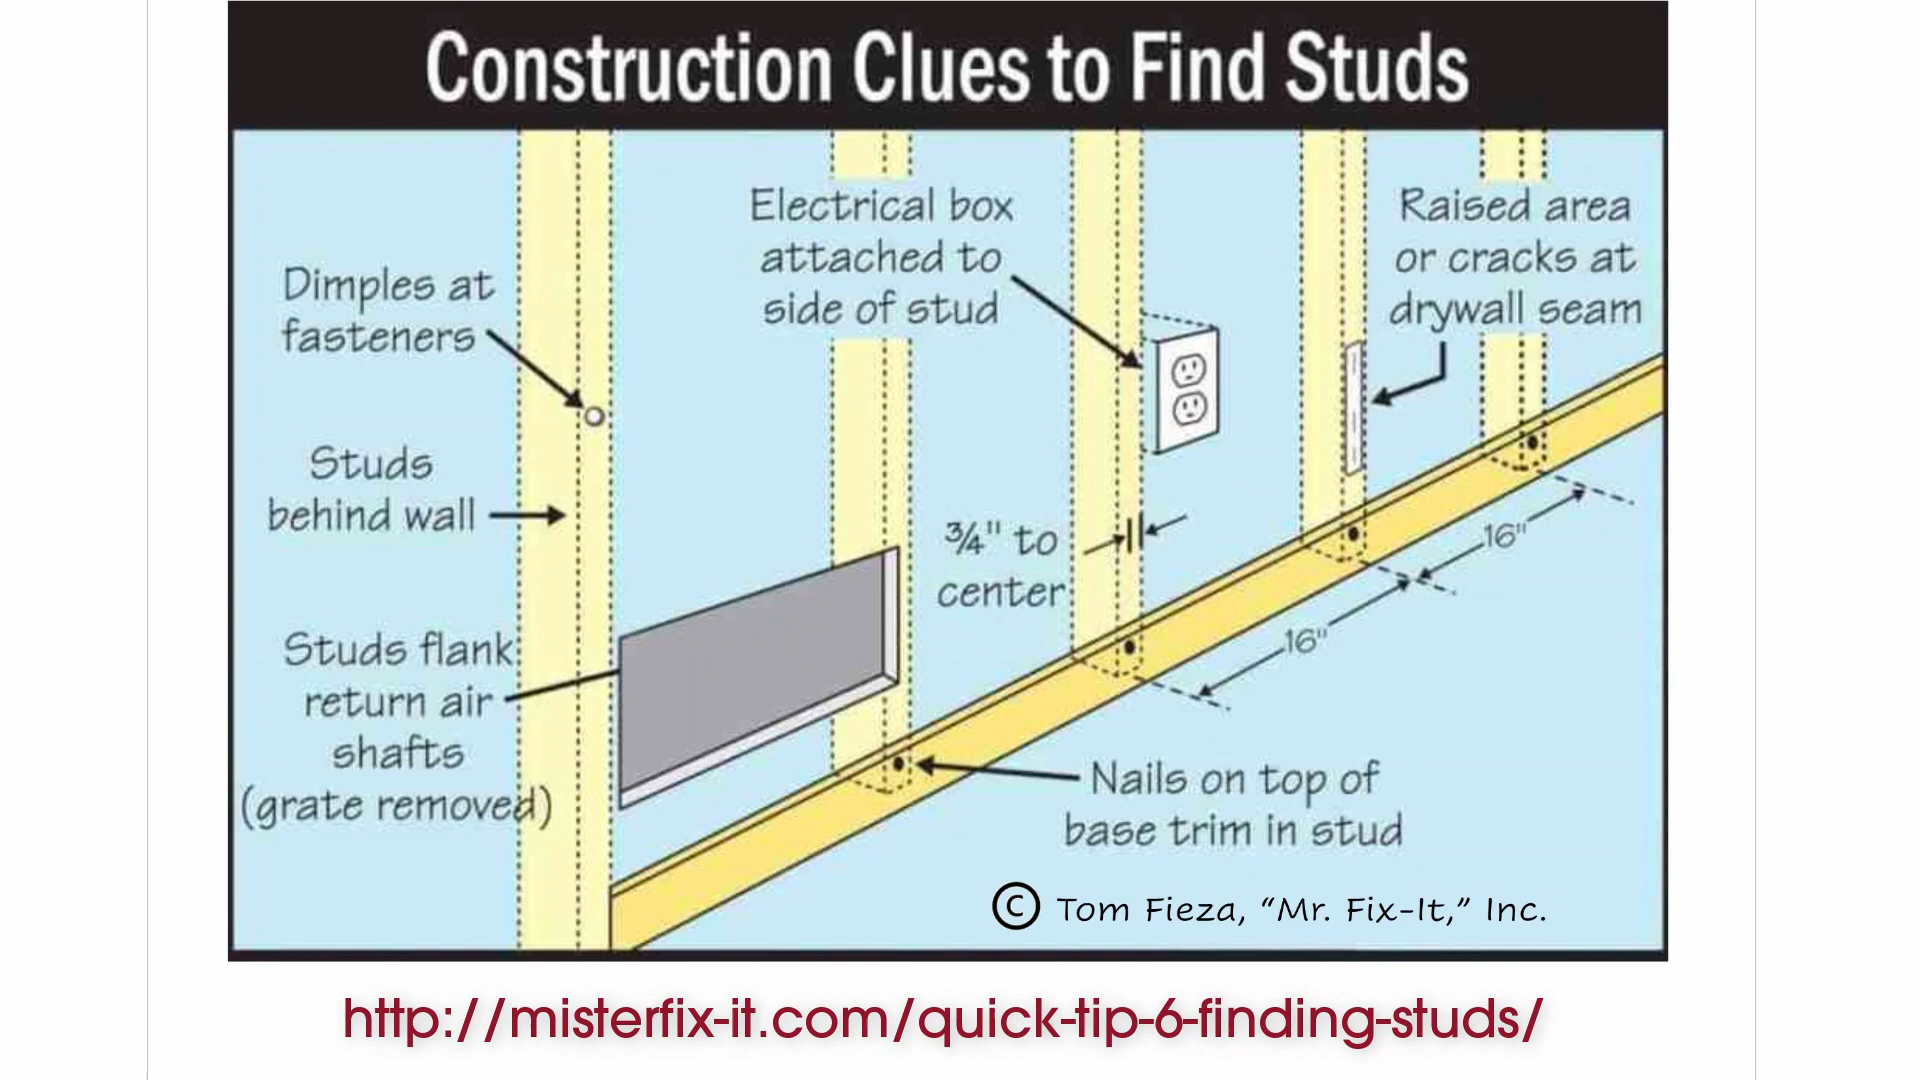 Construction Clues to Find Studs
Dimples at
fasteners
Studs
behind wall
Studs flank
return air
shafts
(grate removed)
Electrical box
attached to
side of stud
¾" to
center
Raised area
or cracks at
drywall seam
16"
16"
Nails on top of
base trim in stud
© Tom Fieza, “Mr. Fix-It,” Inc.
http://misterfix-it.com/quick-tip-6-finding-studs/